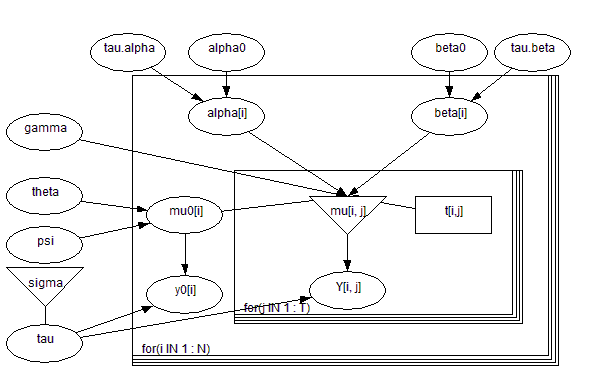 tau.alpha
alpha0
beta0
tau.beta
alpha[i]
beta[i]
gamma
theta
mu0[i]
mu[i, j]
t[i,j]
psi
sigma
y0[i]
Y[i, j]
for(j IN 1 : T)
tau
for(i IN 1 : N)